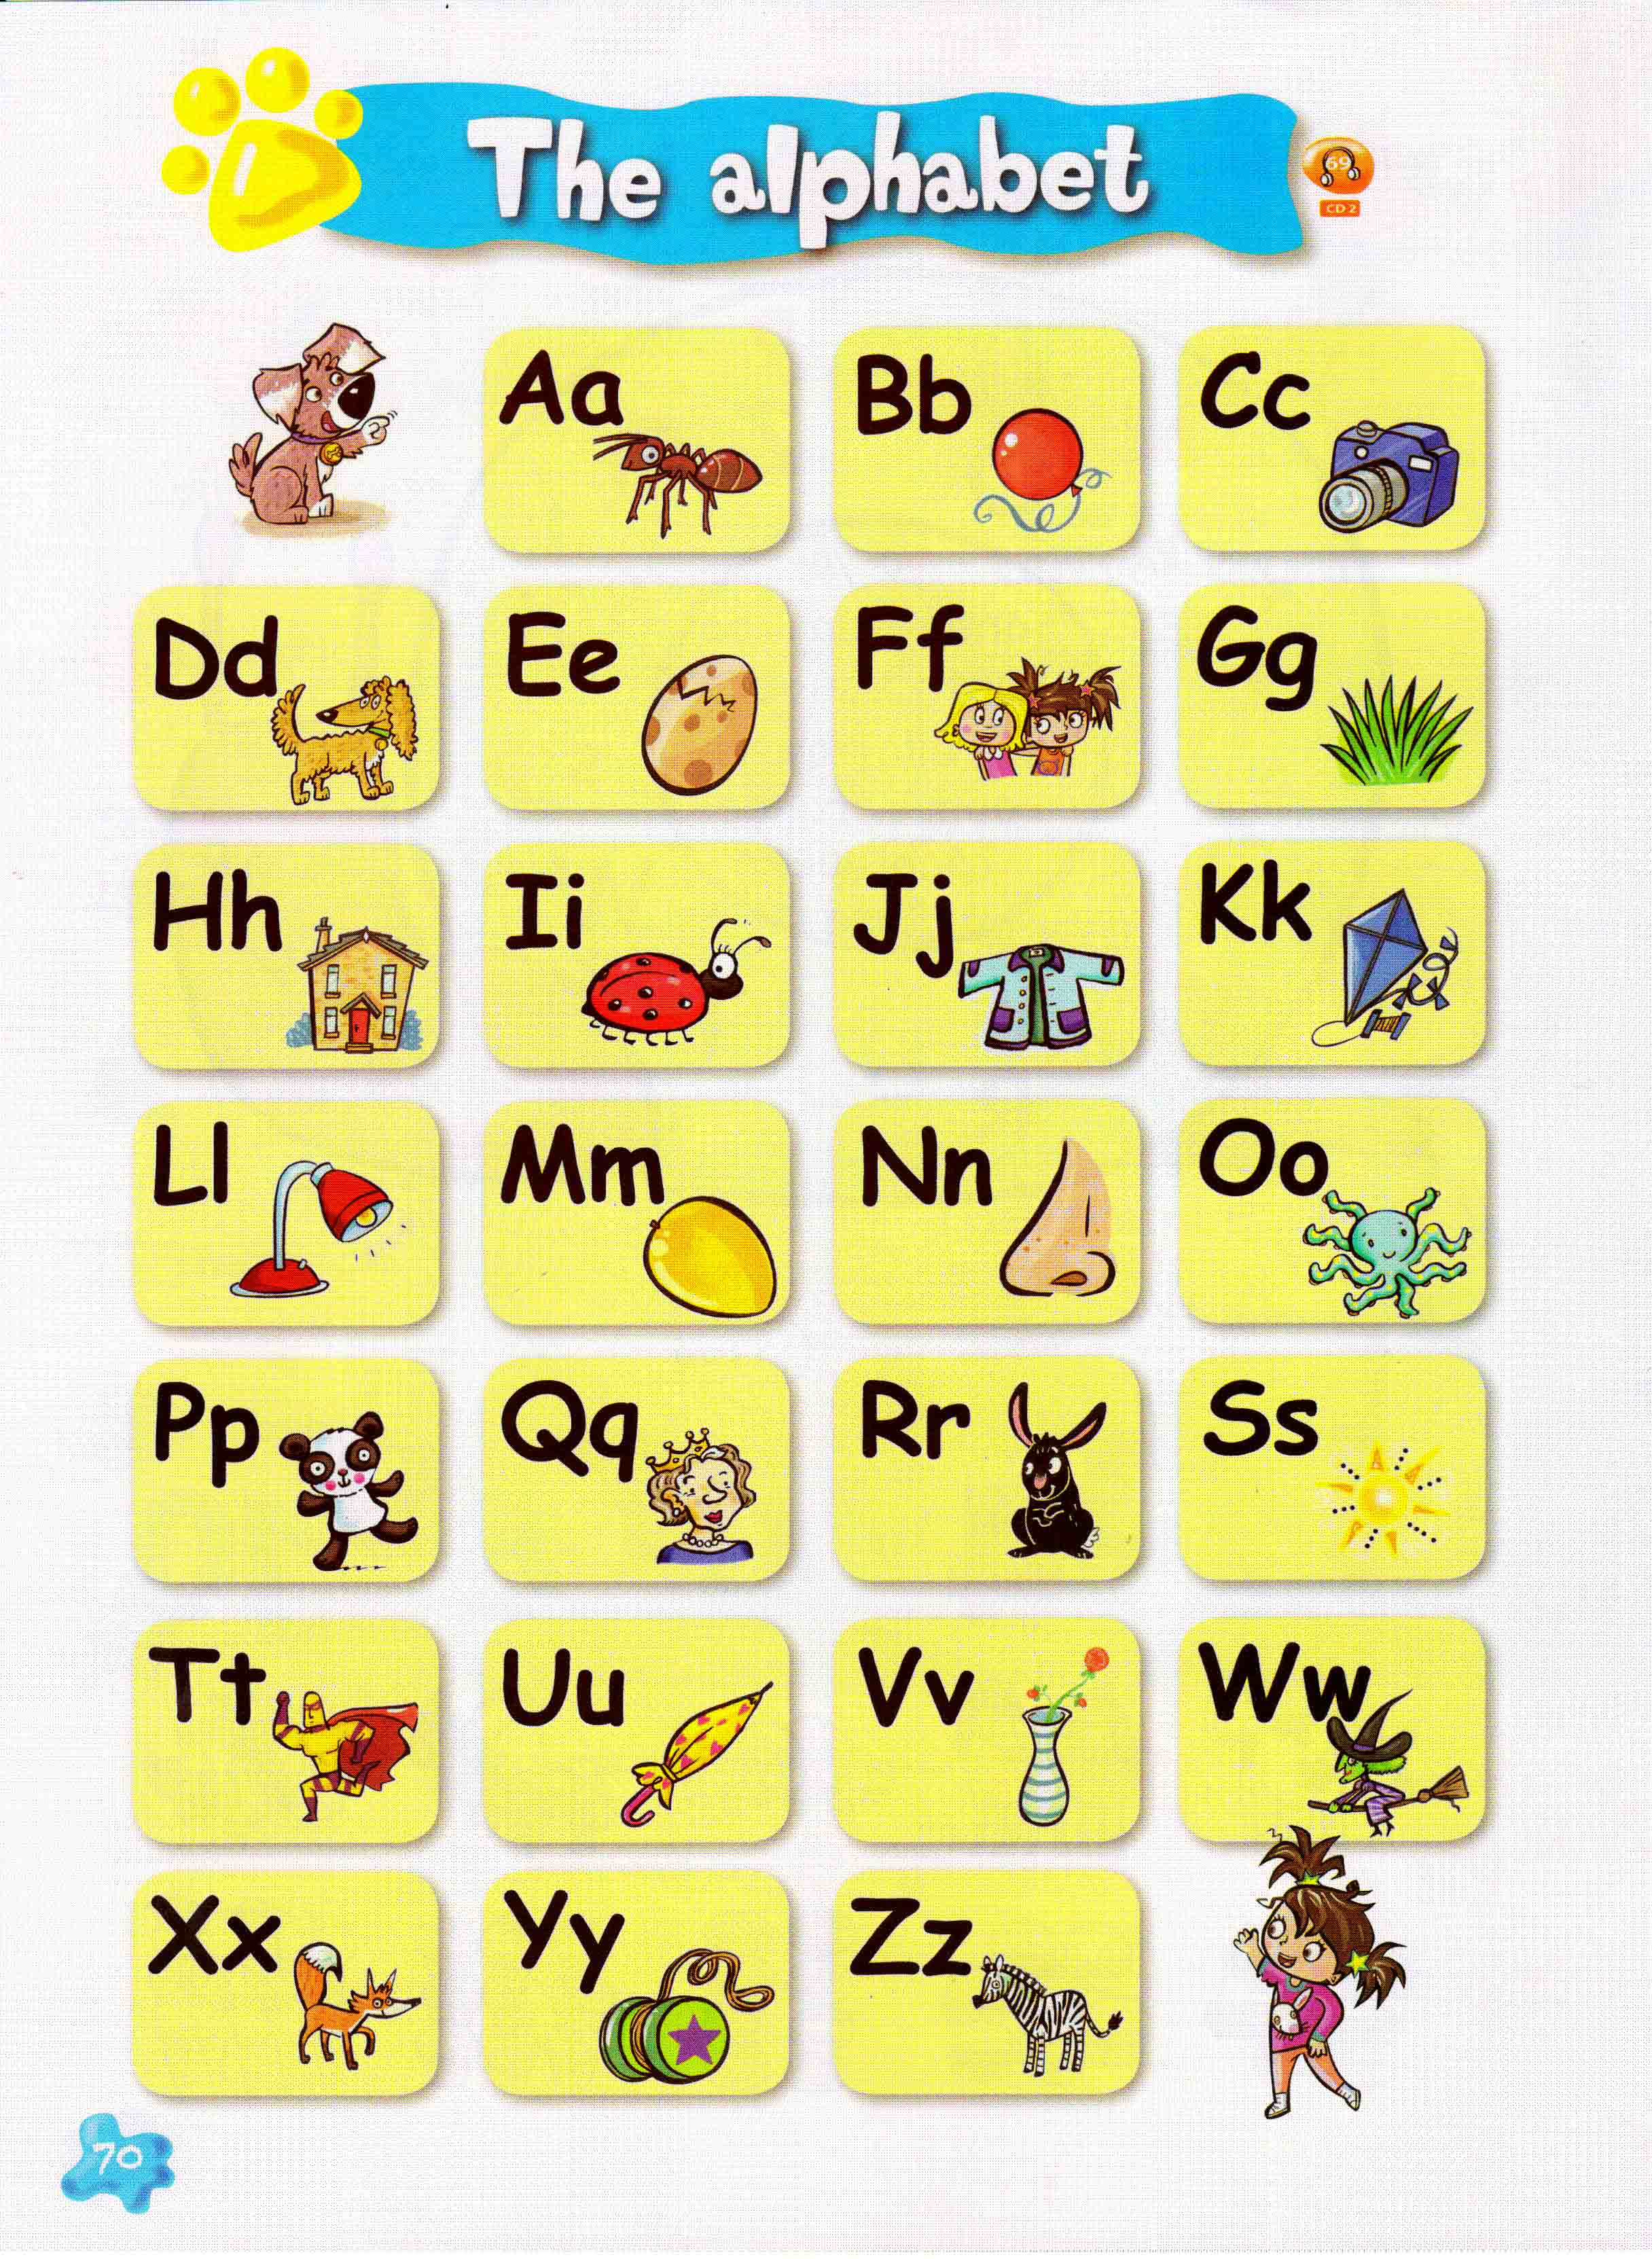 The alphabet
69
CD 2
Aa
Bb
Cc
Dd
Ee
Ff
Gg
Hh
Ii
Jj
Kk
Ll
Mm
Nn
Oo
Pp
Qq
Rr
Ss
Tt
Uu
Vv
Ww
Xx
Yy
Zz
70